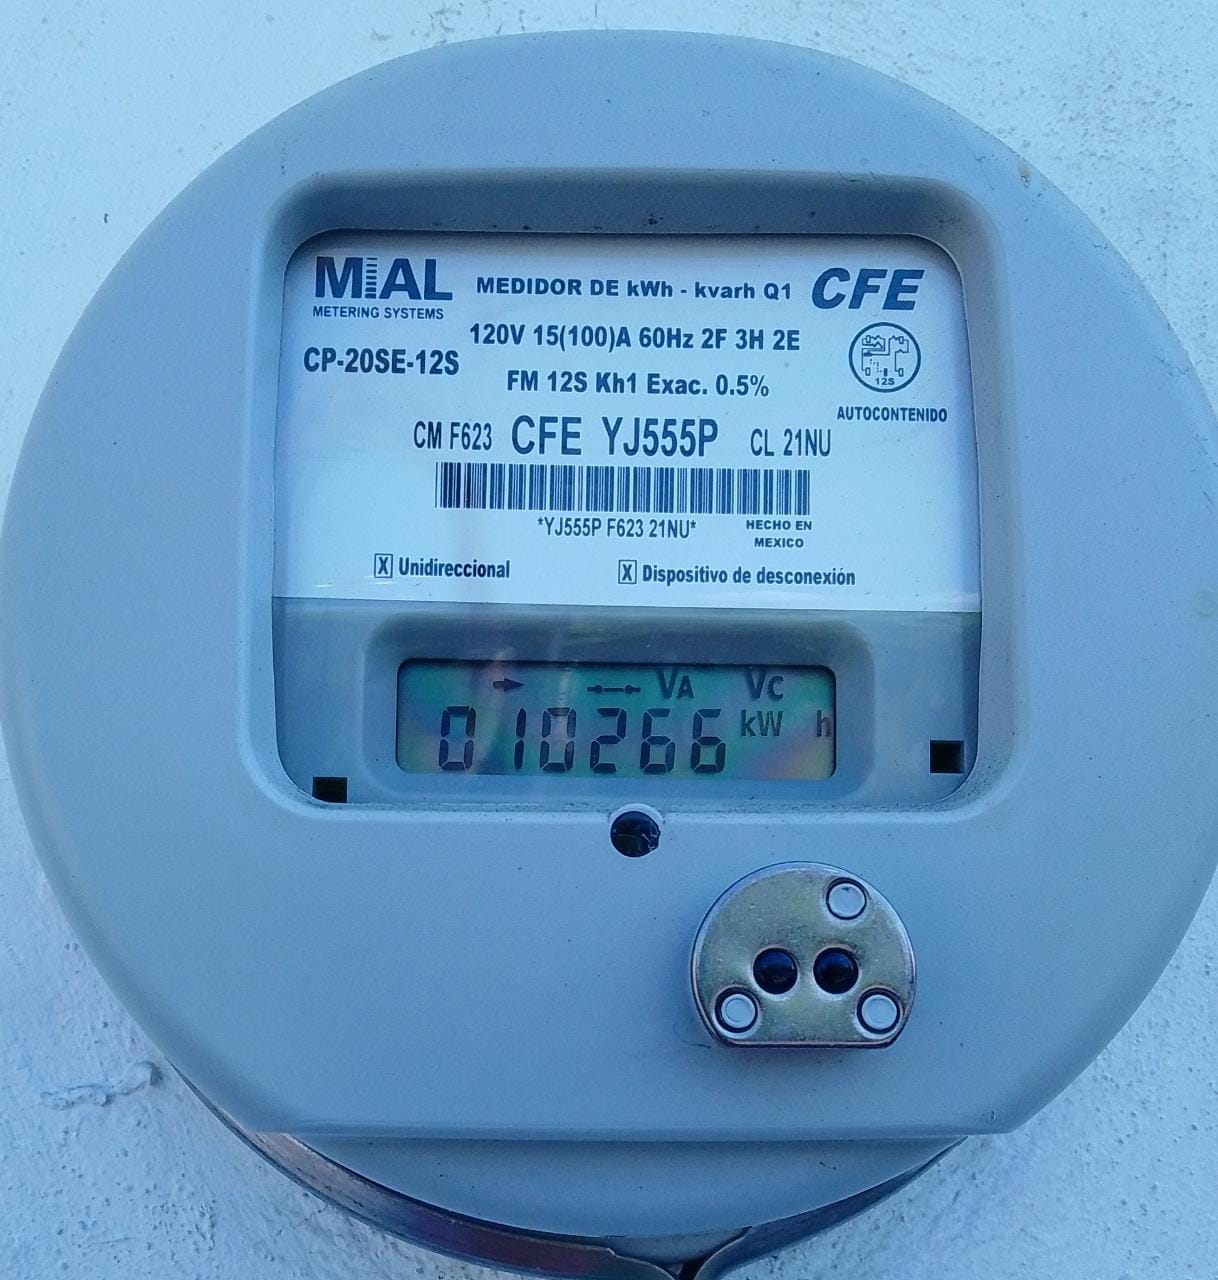 MIAL
METERING SYSTEMS
MEDIDOR DE kWh - kvarh Q1
CFE
120V 15(100)A 60Hz 2F 3H 2E
CP-20SE-12S
FM 12S Kh1 Exac. 0.5%
12S
AUTOCONTENIDO
CM F623 CFE YJ555P CL 21NU
*YJ555P F623 21NU*
HECHO EN
MEXICO
X Unidireccional
X Dispositivo de desconexión
VA VC
010266 kW h